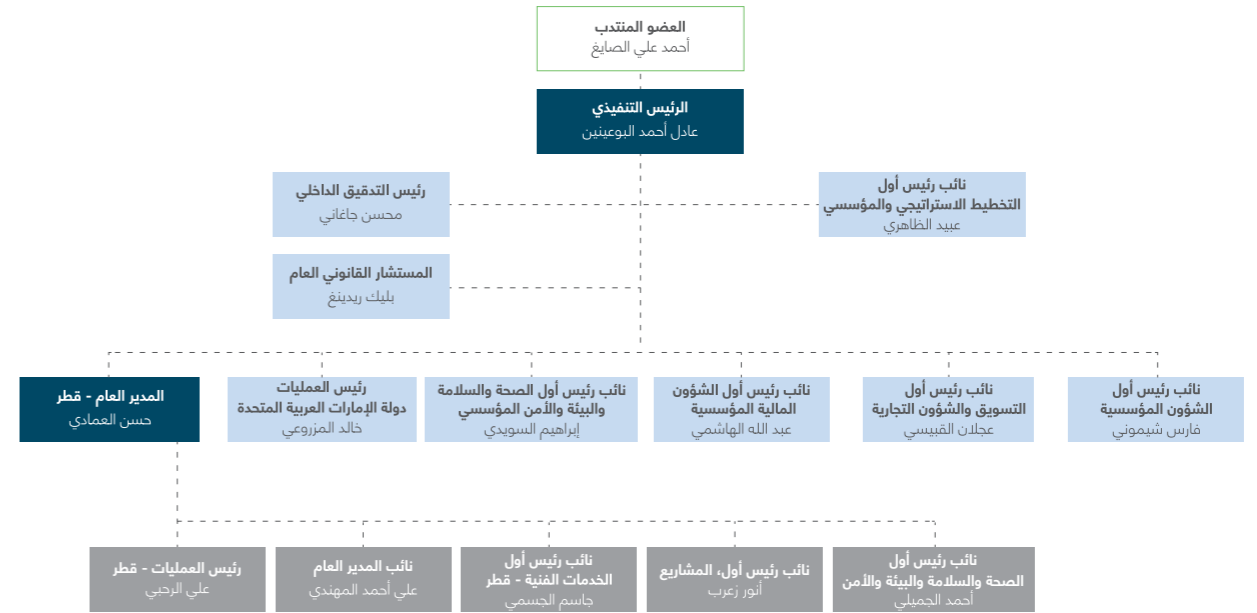 العضو المنتدب
أحمد علي الصايغ
الرئيس التنفيذي
عادل أحمد البوعينين
نائب رئيس أول
التخطيط الاستراتيجي والمؤسسي
عبيد الظاهري
رئيس التدقيق الداخلي
محسن جاغاني
المستشار القانوني العام
بليك ريدينغ
نائب رئيس أول
الشؤون المؤسسية
فارس شيموني
نائب رئيس أول
التسويق والشؤون التجارية
عجلان القبيسي
نائب رئيس أول الشؤون
المالية المؤسسية
عبد الله الهاشمي
نائب رئيس أول الصحة والسلامة
والبيئة والأمن المؤسسي
إبراهيم السويدي
رئيس العمليات
دولة الإمارات العربية المتحدة
خالد المزروعي
المدير العام - قطر
حسن العمادي
نائب رئيس أول
الصحة والسلامة والبيئة والأمن
أحمد الجميلي
نائب رئيس أول، المشاريع
أنور زعرب
نائب رئيس أول
الخدمات الفنية - قطر
جاسم الجسمي
نائب المدير العام
علي أحمد المهندي
رئيس العمليات - قطر
علي الرحبي